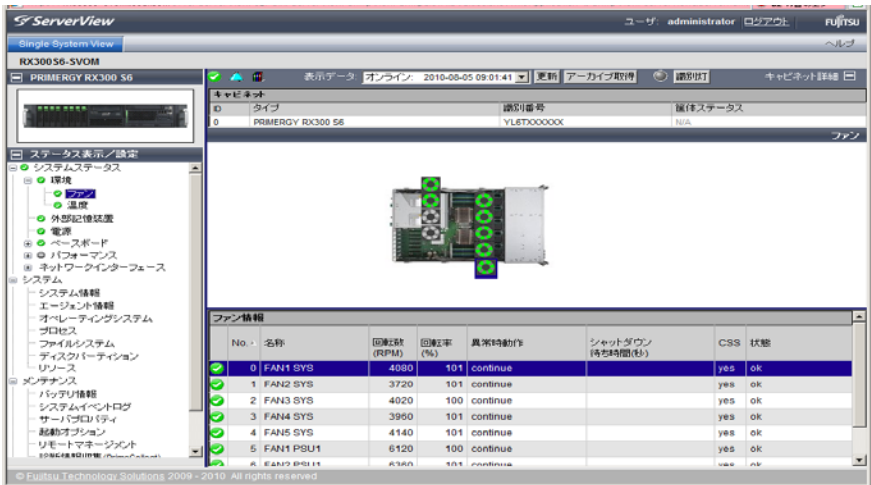 ServerView
ユーザ: administrator ログアウト FUJITSU
Single System View ヘルプ
RX300S6-SVOM
PRIMERGY RX300 S6
表示データ: オンライン: 2010-08-05 09:01:41 更新 アーカイブ取得 識別灯 キャビネット詳細
キャビネット
ID タイプ 識別番号 筐体ステータス
0 PRIMERGY RX300 S6 YL6TXXXXXX N/A
ファン
ステータス表示/設定
システムステータス
環境
ファン
温度
外部記憶装置
電源
ベースボード
パフォーマンス
ネットワークインターフェース
システム
システム情報
エージェント情報
オペレーティングシステム
プロセス
ファイルシステム
ディスクパーティション
リソース
メンテナンス
バッテリ情報
システムイベントログ
サーバプロパティ
起動オプション
リモートマネージメント
診断情報収集 (PrimeCollect)
ファン情報
No. 名称 回転数 (RPM) 回転率 (%) 異常時動作 シャットダウン待ち時間(秒) CSS 状態
0 FAN1 SYS 4080 101 continue yes ok
1 FAN2 SYS 3720 101 continue yes ok
2 FAN3 SYS 4020 100 continue yes ok
3 FAN4 SYS 3960 101 continue yes ok
4 FAN5 SYS 4140 101 continue yes ok
5 FAN1 PSU1 6120 100 continue yes ok
6 FAN2 PSU1 6360 101 continue yes ok
© Fujitsu Technology Solutions 2009 - 2010 All rights reserved